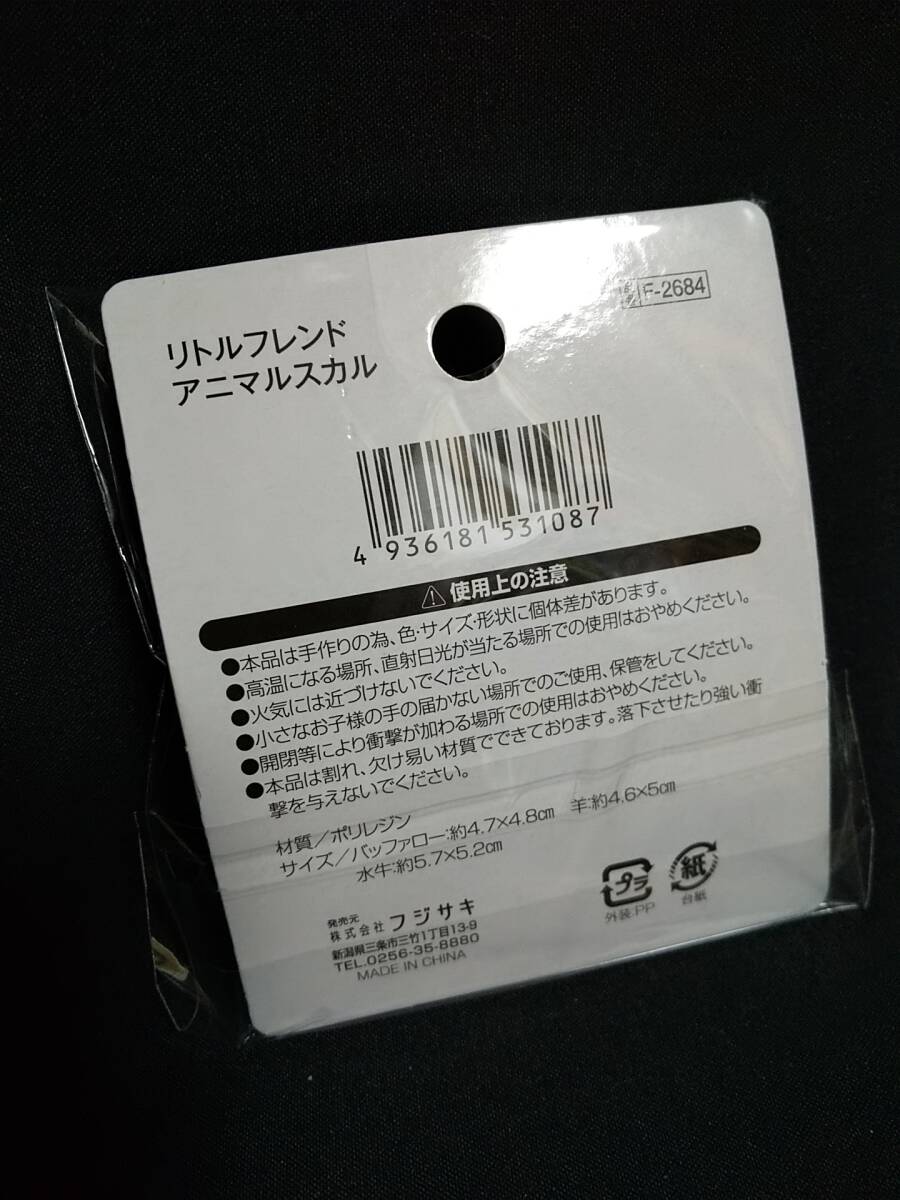 リトルフレンド
アニマルスカル
F-2684
4 936181 531087
使用上の注意
●本品は手作りの為、色・サイズ・形状に個体差があります。
●高温になる場所、直射日光が当たる場所での使用はおやめください。
●火気には近づけないでください。
●小さなお子様の手の届かない場所でのご使用、保管をしてください。
●開閉等により衝撃が加わる場所での使用はおやめください。
●本品は割れ、欠け易い材質でできております。落下させたり強い衝
撃を与えないでください。
材質／ポリレジン
サイズ／バッファロー:約4.7×4.8㎝ 羊:約4.6×5㎝
水牛:約5.7×5.2㎝
プラ
外装:PP
紙
台紙
発売元
株式会社 フジサキ
新潟県三条市三竹1丁目13-9
TEL.0256-35-8880
MADE IN CHINA